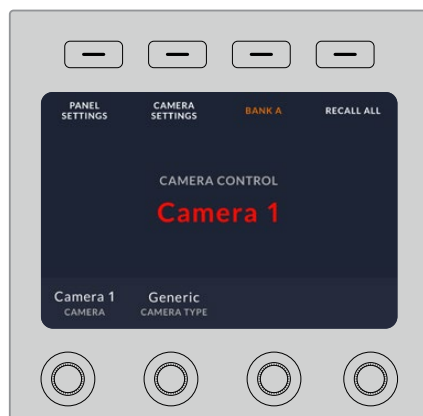 PANEL
SETTINGS
CAMERA
SETTINGS
BANK A
RECALL ALL
CAMERA CONTROL
Camera 1
Camera 1
CAMERA
Generic
CAMERA TYPE